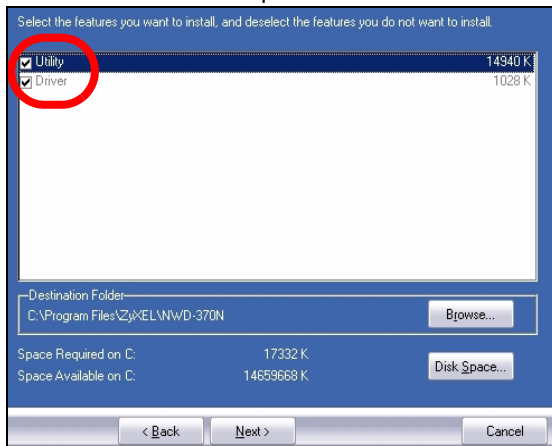 Select the features you want to install, and deselect the features you do not want to install.
Utility 14940 K
Driver 1028 K
Destination Folder
C:\Program Files\ZyXEL\NWD-370N
Browse...
Space Required on C: 17332 K
Space Available on C: 14659668 K
Disk Space...
< Back Next > Cancel